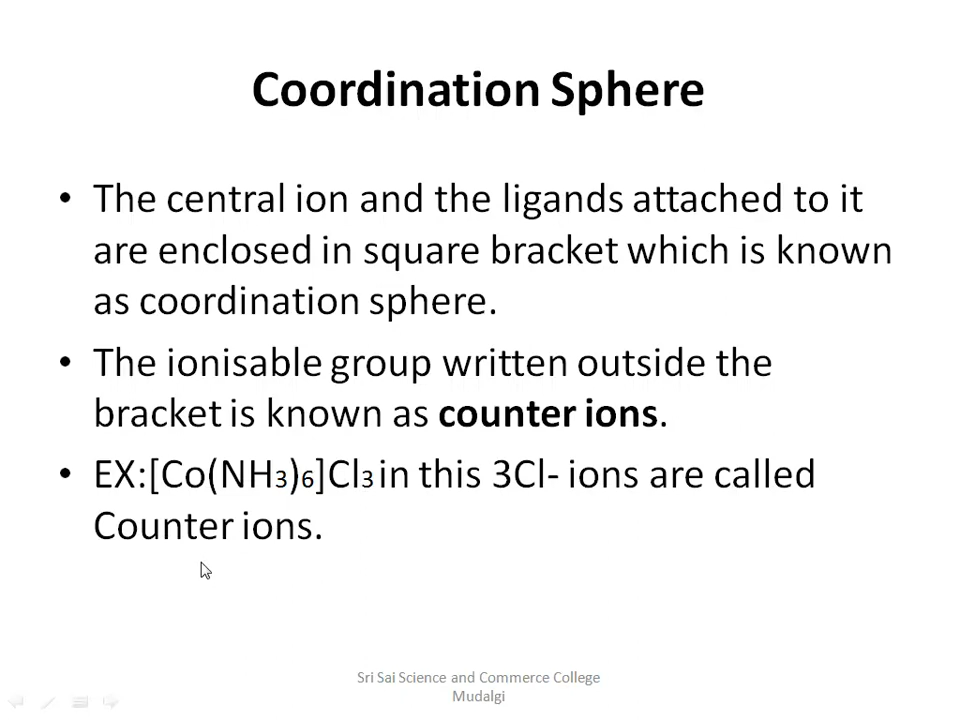 Coordination Sphere
• The central ion and the ligands attached to it
are enclosed in square bracket which is known
as coordination sphere.
• The ionisable group written outside the
bracket is known as counter ions.
• EX:[Co(NH3)6]Cl3 in this 3Cl- ions are called
Counter ions.
Sri Sai Science and Commerce College
Mudalgi